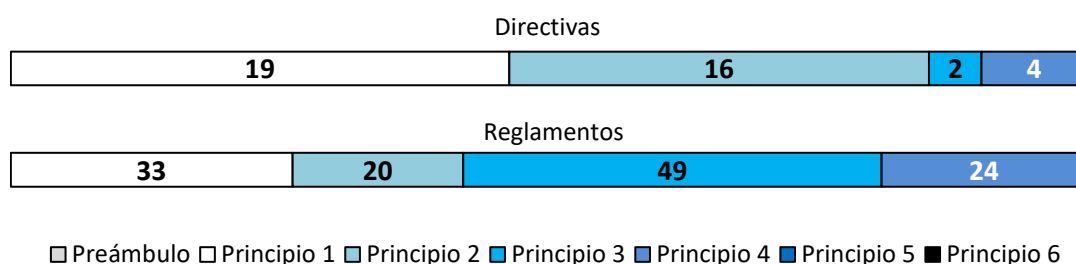 Directivas
19 16 2 4
Reglamentos
33 20 49 24
Preámbulo Principio 1 Principio 2 Principio 3 Principio 4 Principio 5 Principio 6